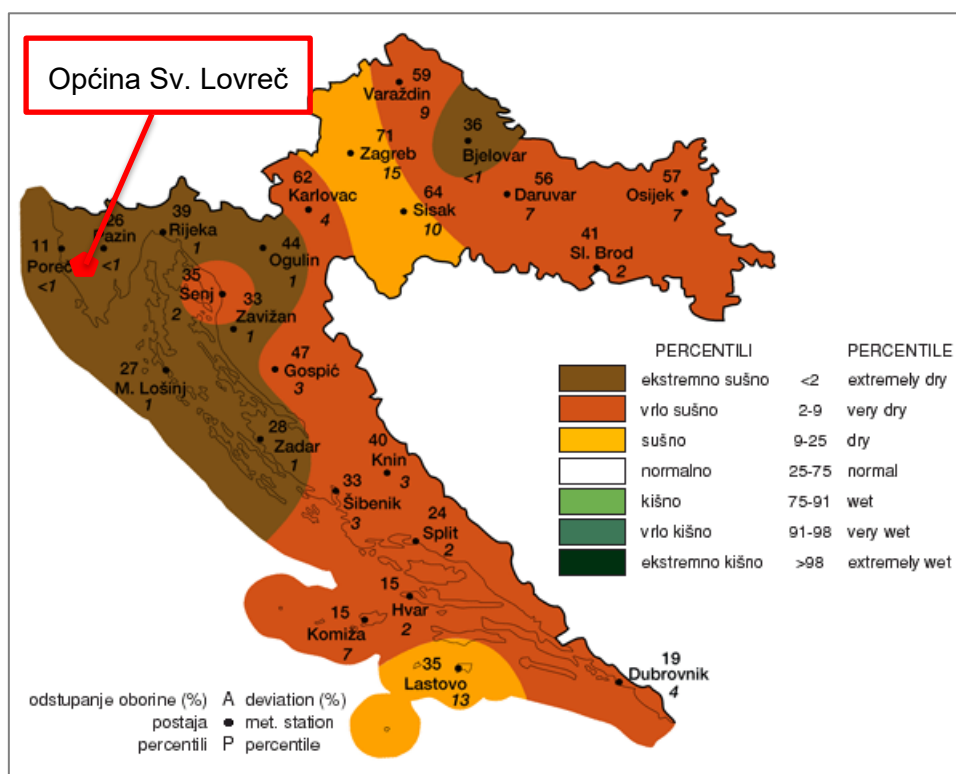 Općina Sv. Lovreč
59
Varaždin
9
36
Bjelovar
<1
71
Zagreb
15
62
Karlovac
4
64
Sisak
10
56
Daruvar
7
57
Osijek
7
41
Sl. Brod
2
26
Pazin
<1
39
Rijeka
1
11
Poreč
<1
44
Ogulin
1
35
Senj
2
33
Zavižan
1
47
Gospić
3
27
M. Lošinj
1
28
Zadar
1
40
Knin
3
33
Šibenik
3
24
Split
2
15
Hvar
2
15
Komiža
7
35
Lastovo
13
19
Dubrovnik
4
PERCENTILI PERCENTILE
ekstremno sušno <2 extremely dry
vrlo sušno 2-9 very dry
sušno 9-25 dry
normalno 25-75 normal
kišno 75-91 wet
vrlo kišno 91-98 very wet
ekstremno kišno >98 extremely wet
odstupanje oborine (%) A deviation (%)
postaja met. station
percentili P percentile